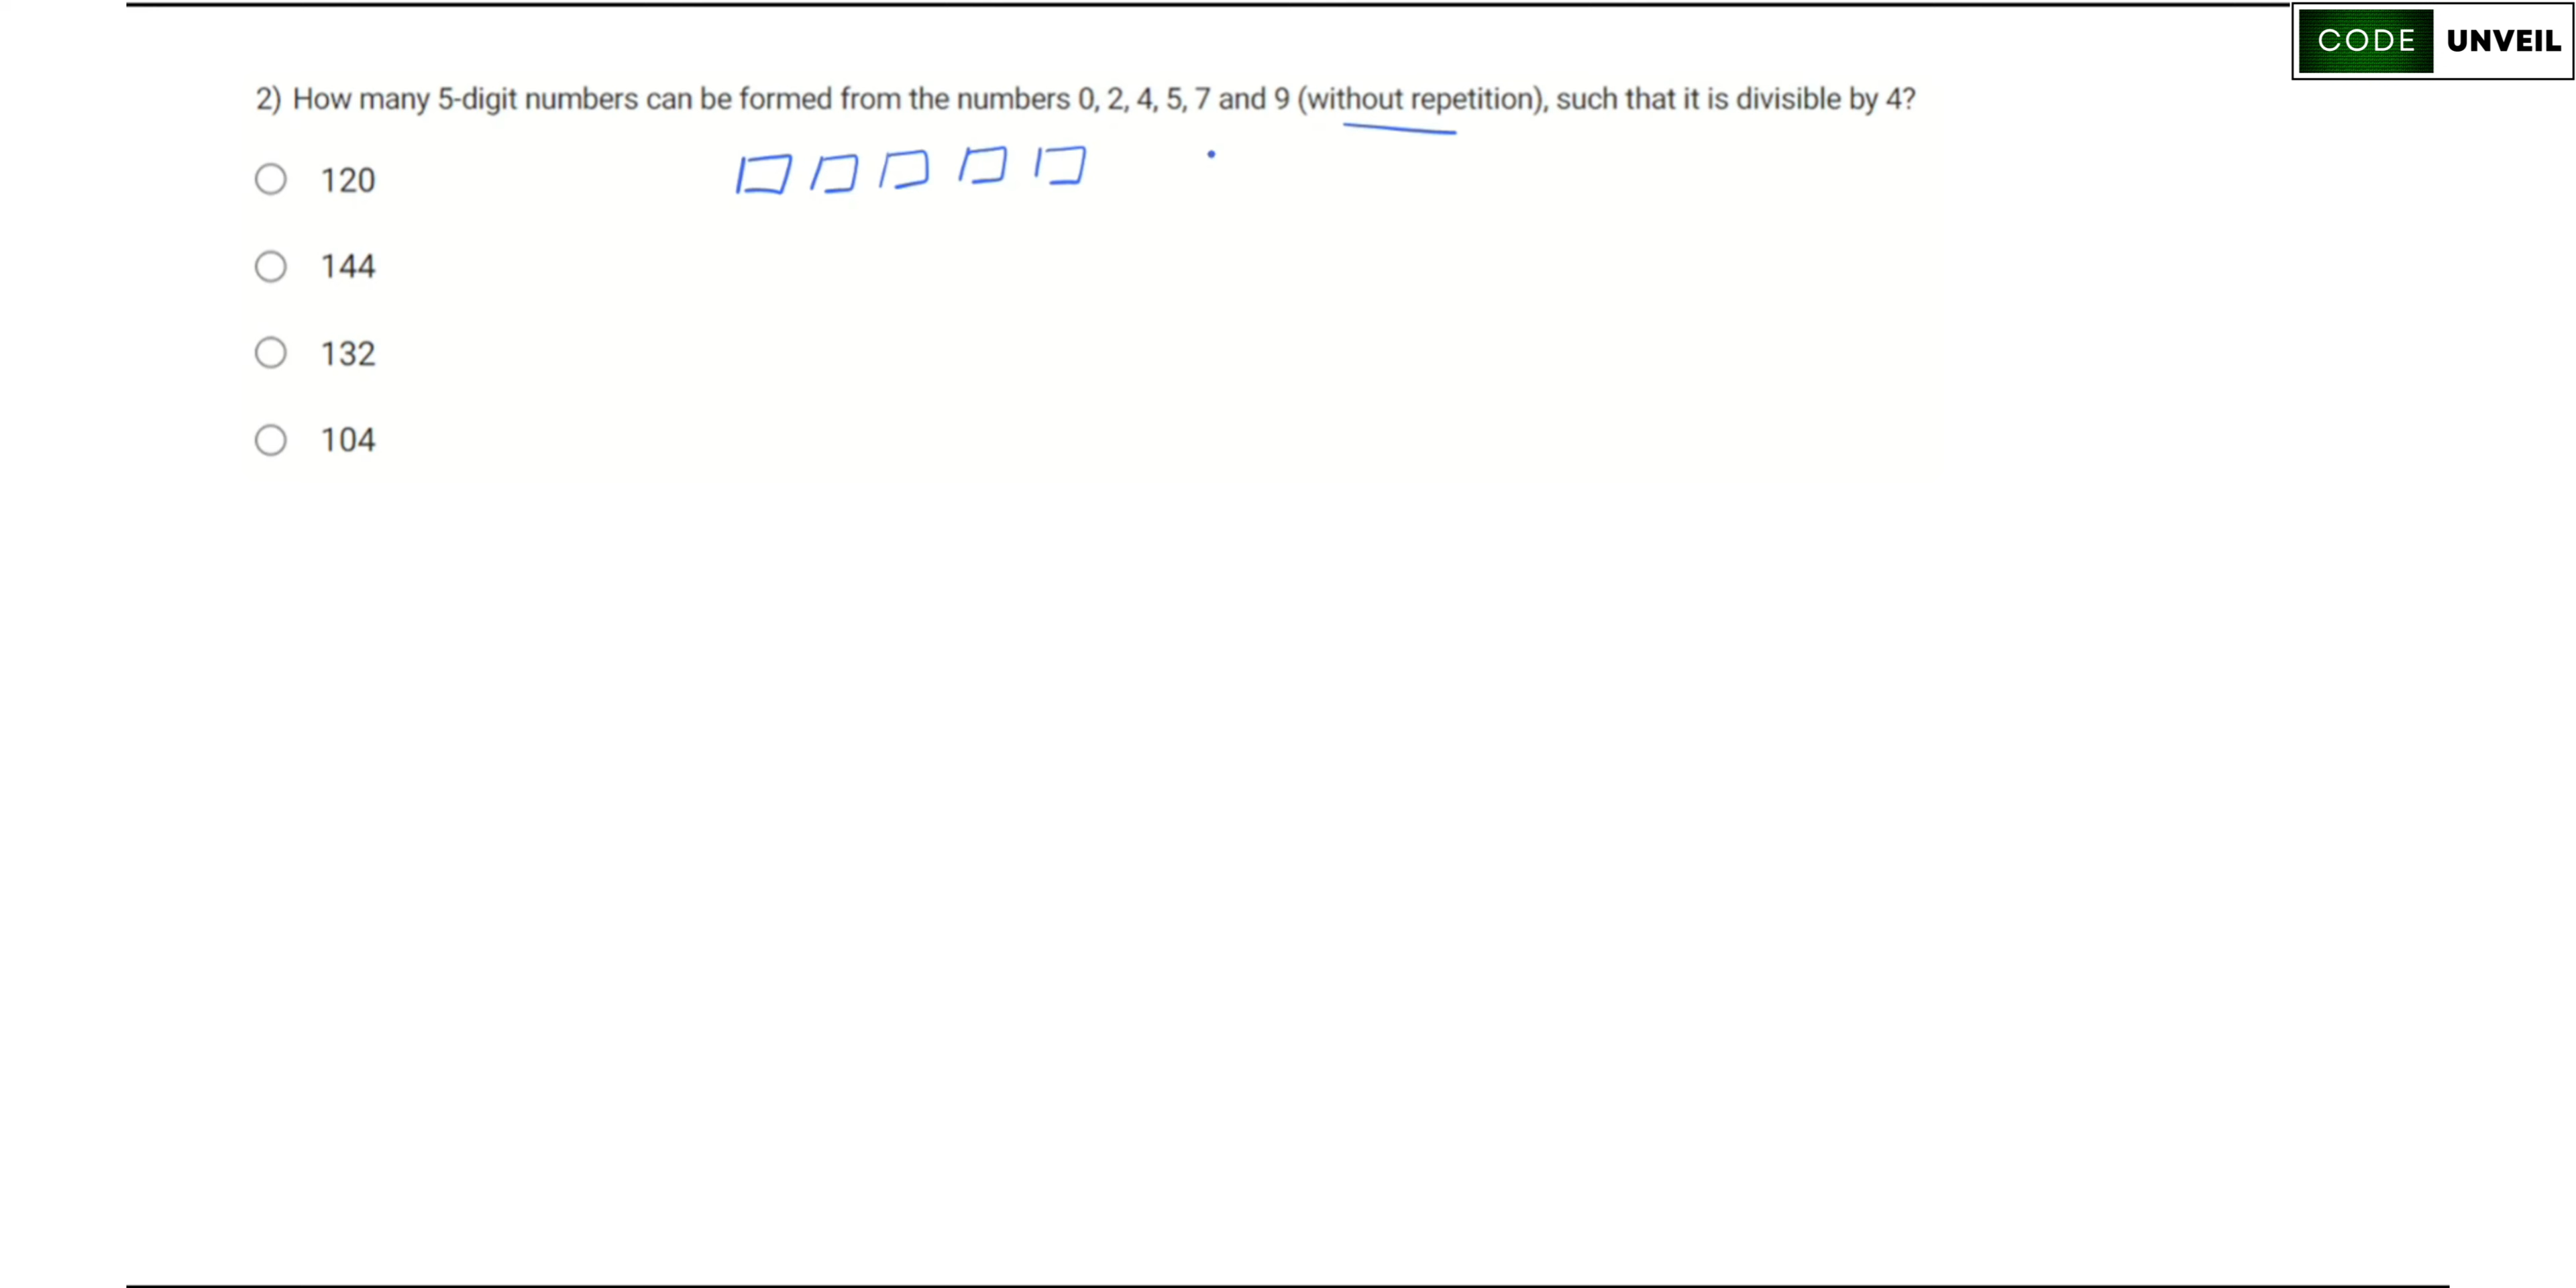 CODE UNVEIL
2) How many 5-digit numbers can be formed from the numbers 0, 2, 4, 5, 7 and 9 (without repetition), such that it is divisible by 4?
120
144
132
104